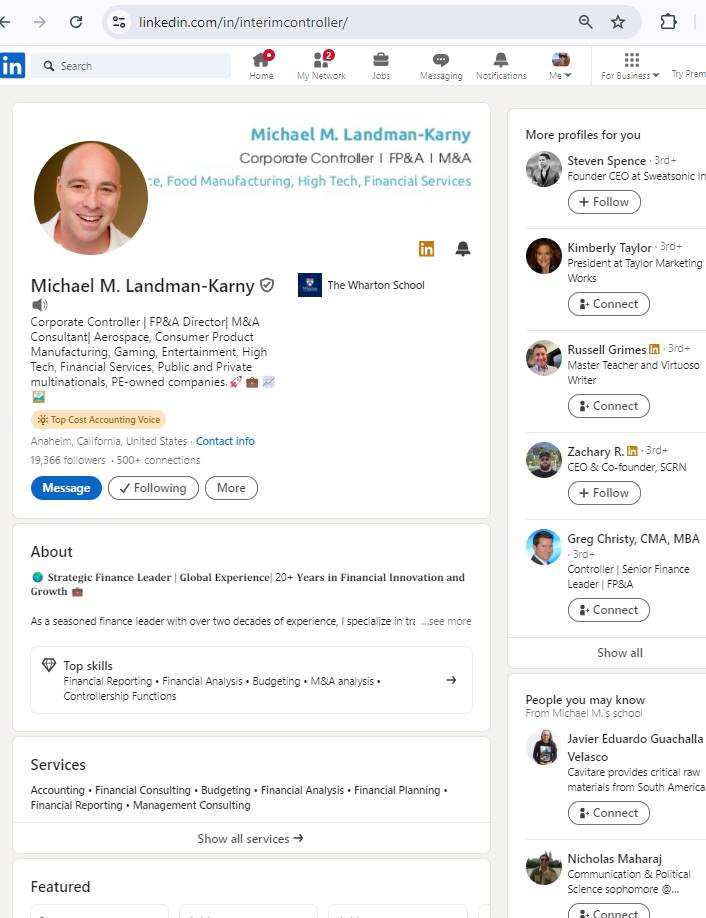 linkedin.com/in/interimcontroller/
in
Search
Home
2
My Network
Jobs
Messaging
Notifications
Me
For Business
Try Prem
Michael M. Landman-Karny
Corporate Controller | FP&A | M&A
ce, Food Manufacturing, High Tech, Financial Services
in
Michael M. Landman-Karny
The Wharton School
Corporate Controller | FP&A Director| M&A
Consultant| Aerospace, Consumer Product
Manufacturing, Gaming, Entertainment, High
Tech, Financial Services, Public and Private
multinationals, PE-owned companies.🚀 💼 📈
🖼️
Top Cost Accounting Voice
Anaheim, California, United States · Contact info
19,366 followers · 500+ connections
Message
Following
More
About
🌍 Strategic Finance Leader | Global Experience| 20+ Years in Financial Innovation and
Growth 💼
As a seasoned finance leader with over two decades of experience, I specialize in tra ...see more
Top skills
Financial Reporting • Financial Analysis • Budgeting • M&A analysis •
Controllership Functions
Services
Accounting • Financial Consulting • Budgeting • Financial Analysis • Financial Planning •
Financial Reporting • Management Consulting
Show all services →
Featured
More profiles for you
Steven Spence · 3rd+
Founder CEO at Sweatsonic In
+ Follow
Kimberly Taylor · 3rd+
President at Taylor Marketing
Works
Connect
Russell Grimes in · 3rd+
Master Teacher and Virtuoso
Writer
Connect
Zachary R. in · 3rd+
CEO & Co-founder, SCRN
+ Follow
Greg Christy, CMA, MBA
· 3rd+
Controller | Senior Finance
Leader | FP&A
Connect
Show all
People you may know
From Michael M.'s school
Javier Eduardo Guachalla
Velasco
Cavitare provides critical raw
materials from South America
Connect
Nicholas Maharaj
Communication & Political
Science sophomore @...
Connect